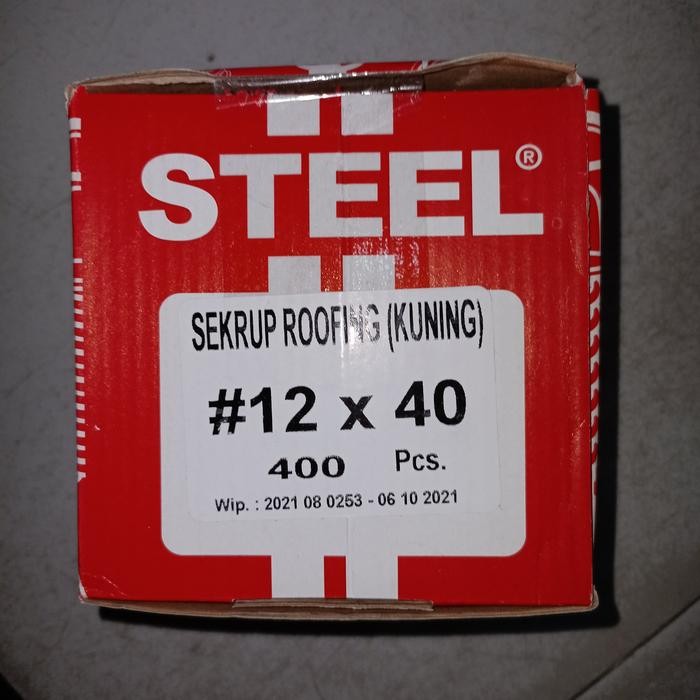 STEEL®
SEKRUP ROOFING (KUNING)
#12 x 40
400 Pcs.
Wip. : 2021 08 0253 - 06 10 2021